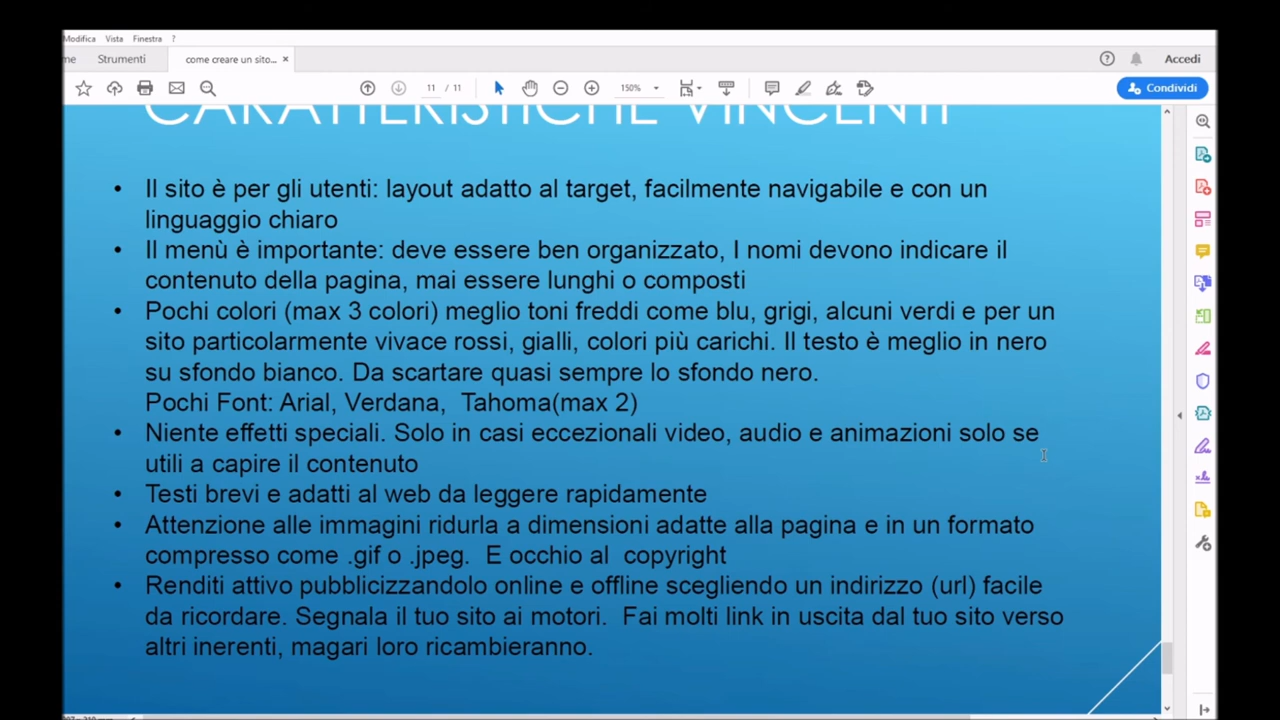 Modifica Vista Finestra ?
me Strumenti come creare un sito... × Accedi
11 / 11 150% Condividi
CARATTERISTICHE VINCENTI
• Il sito è per gli utenti: layout adatto al target, facilmente navigabile e con un
linguaggio chiaro
• Il menù è importante: deve essere ben organizzato, I nomi devono indicare il
contenuto della pagina, mai essere lunghi o composti
• Pochi colori (max 3 colori) meglio toni freddi come blu, grigi, alcuni verdi e per un
sito particolarmente vivace rossi, gialli, colori più carichi. Il testo è meglio in nero
su sfondo bianco. Da scartare quasi sempre lo sfondo nero.
Pochi Font: Arial, Verdana, Tahoma(max 2)
• Niente effetti speciali. Solo in casi eccezionali video, audio e animazioni solo se
utili a capire il contenuto
• Testi brevi e adatti al web da leggere rapidamente
• Attenzione alle immagini ridurla a dimensioni adatte alla pagina e in un formato
compresso come .gif o .jpeg. E occhio al copyright
• Renditi attivo pubblicizzandolo online e offline scegliendo un indirizzo (url) facile
da ricordare. Segnala il tuo sito ai motori. Fai molti link in uscita dal tuo sito verso
altri inerenti, magari loro ricambieranno.